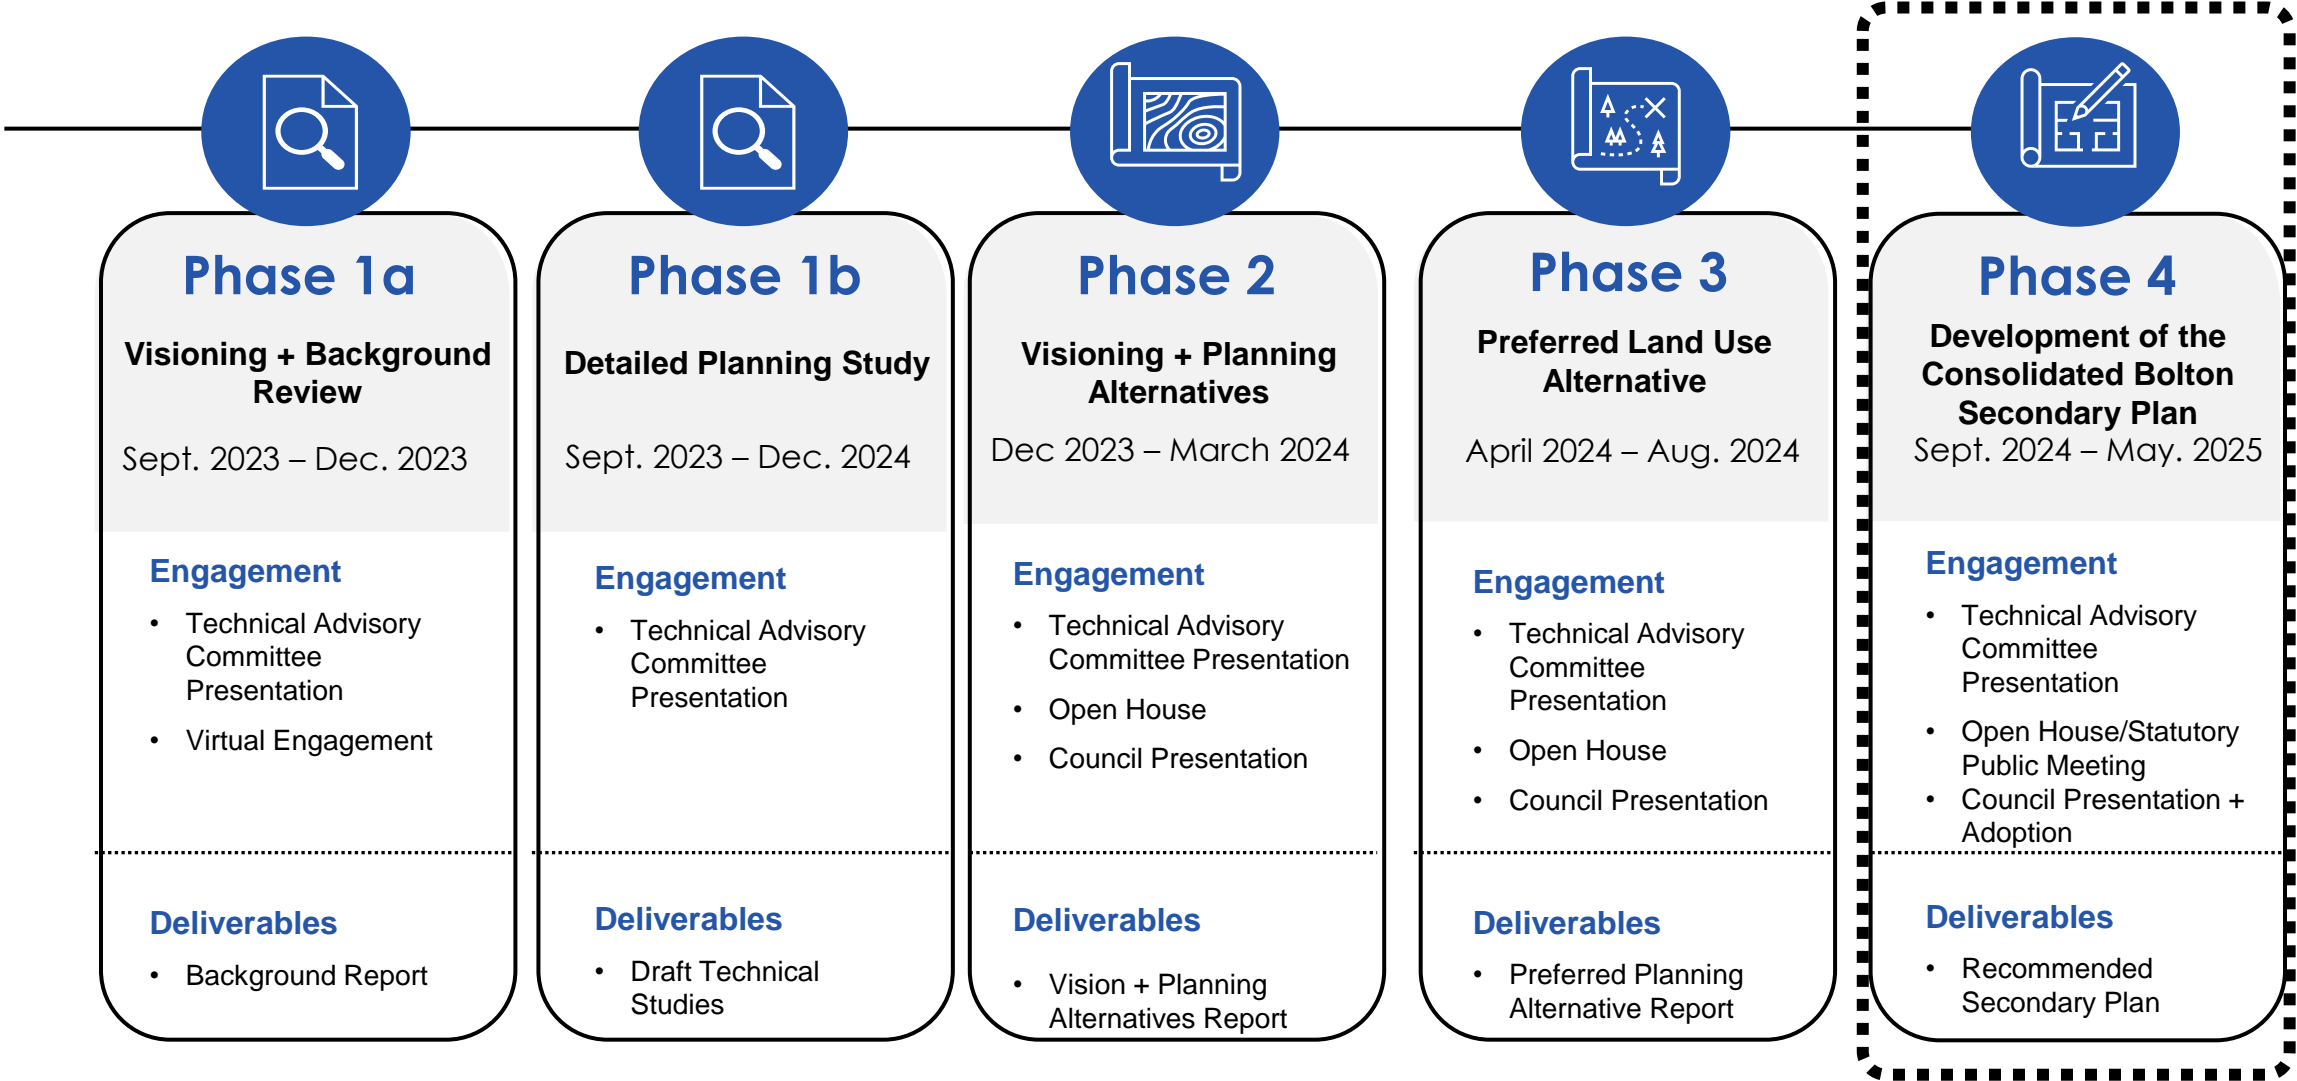 Phase 1a
Visioning + Background
Review
Sept. 2023 – Dec. 2023
Engagement
• Technical Advisory
Committee
Presentation
• Virtual Engagement
Deliverables
• Background Report
Phase 1b
Detailed Planning Study
Sept. 2023 – Dec. 2024
Engagement
• Technical Advisory
Committee
Presentation
Deliverables
• Draft Technical
Studies
Phase 2
Visioning + Planning
Alternatives
Dec 2023 – March 2024
Engagement
• Technical Advisory
Committee Presentation
• Open House
• Council Presentation
Deliverables
• Vision + Planning
Alternatives Report
Phase 3
Preferred Land Use
Alternative
April 2024 – Aug. 2024
Engagement
• Technical Advisory
Committee
Presentation
• Open House
• Council Presentation
Deliverables
• Preferred Planning
Alternative Report
Phase 4
Development of the
Consolidated Bolton
Secondary Plan
Sept. 2024 – May. 2025
Engagement
• Technical Advisory
Committee
Presentation
• Open House/Statutory
Public Meeting
• Council Presentation +
Adoption
Deliverables
• Recommended
Secondary Plan